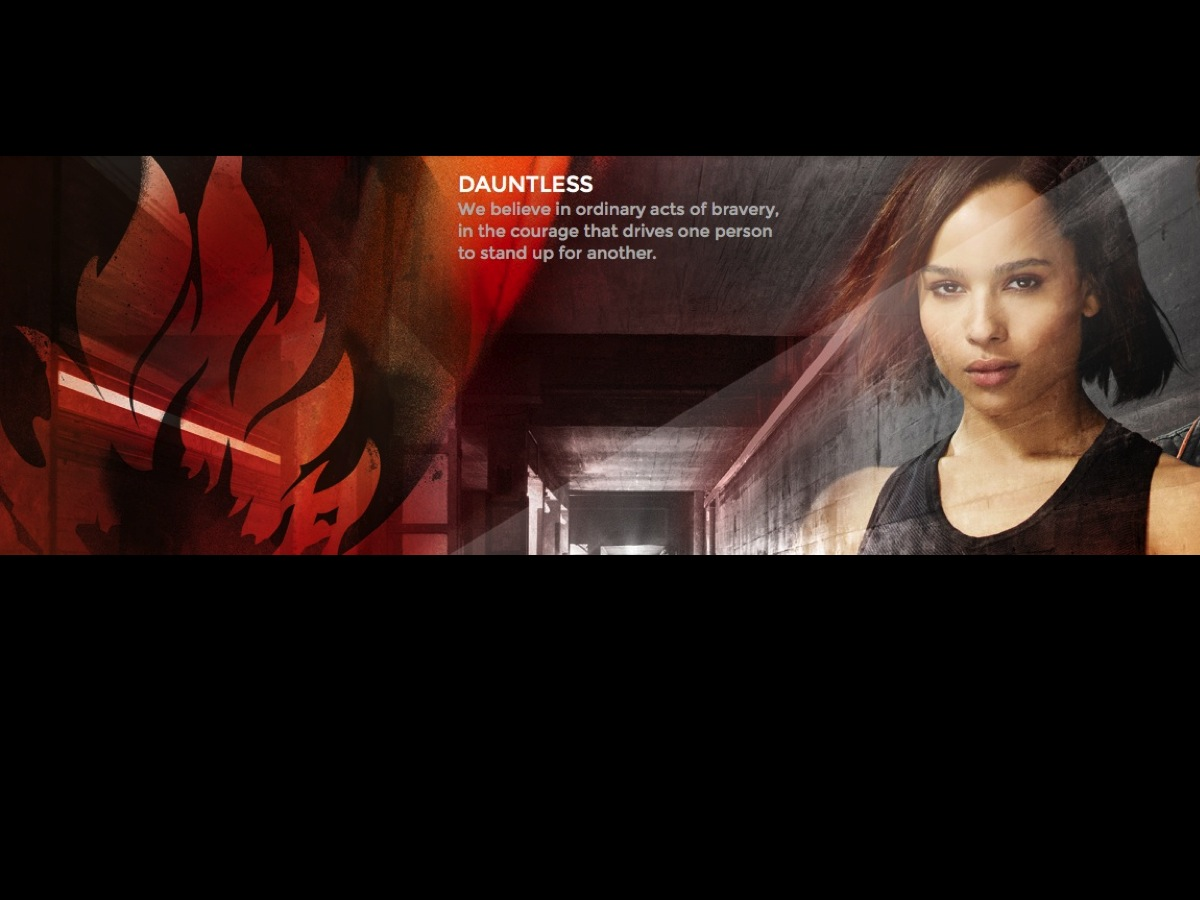 DAUNTLESS
We believe in ordinary acts of bravery,
in the courage that drives one person
to stand up for another.